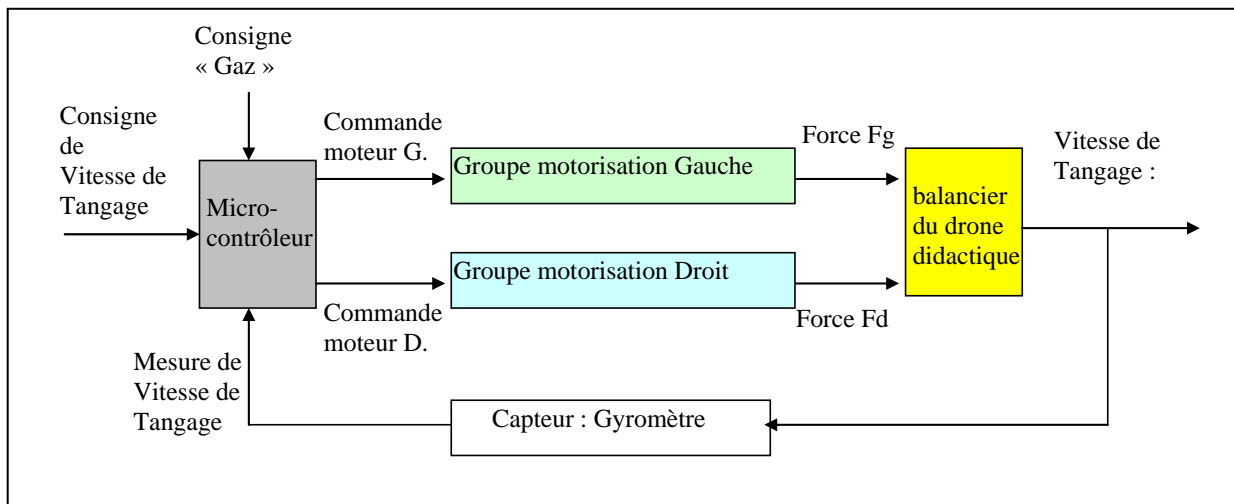 Consigne
« Gaz »
Consigne
de
Vitesse de
Tangage
Commande
moteur G.
Force Fg
Vitesse de
Tangage :
Groupe motorisation Gauche
Micro-
contrôleur
balancier
du drone
didactique
Groupe motorisation Droit
Commande
moteur D.
Force Fd
Mesure de
Vitesse de
Tangage
Capteur : Gyromètre